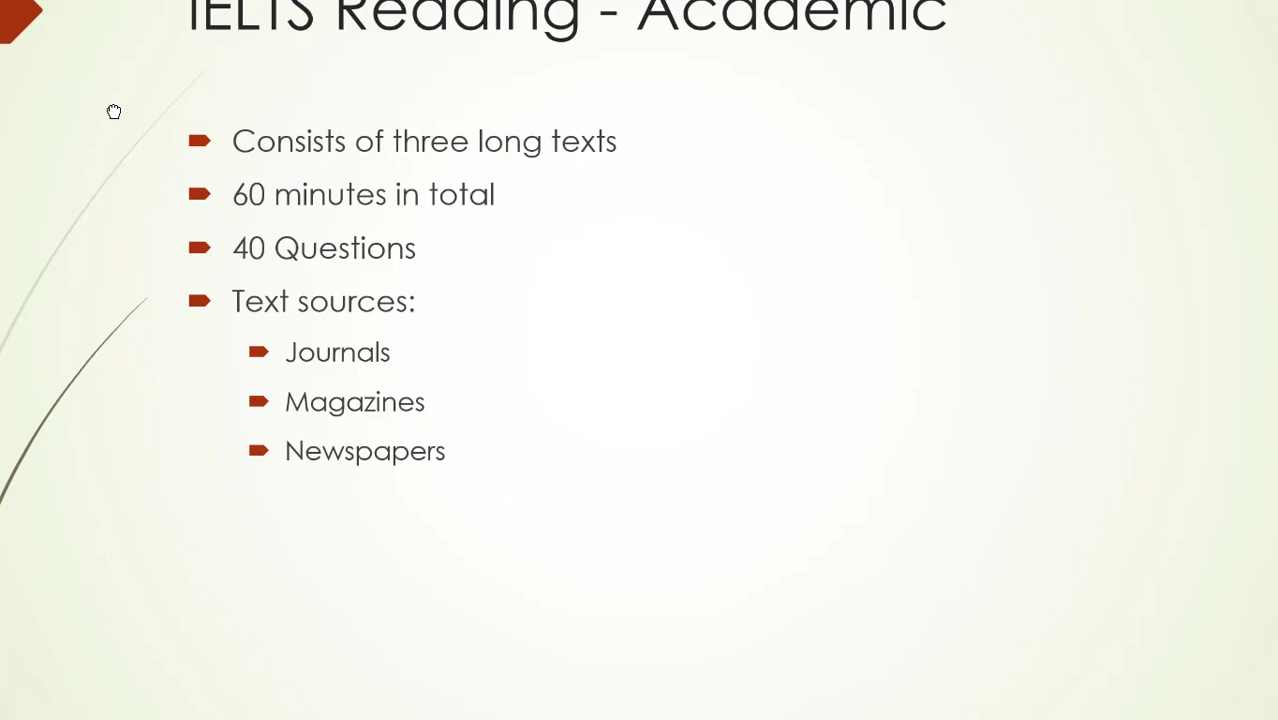 IELTS Reading - Academic
Consists of three long texts
60 minutes in total
40 Questions
Text sources:
Journals
Magazines
Newspapers